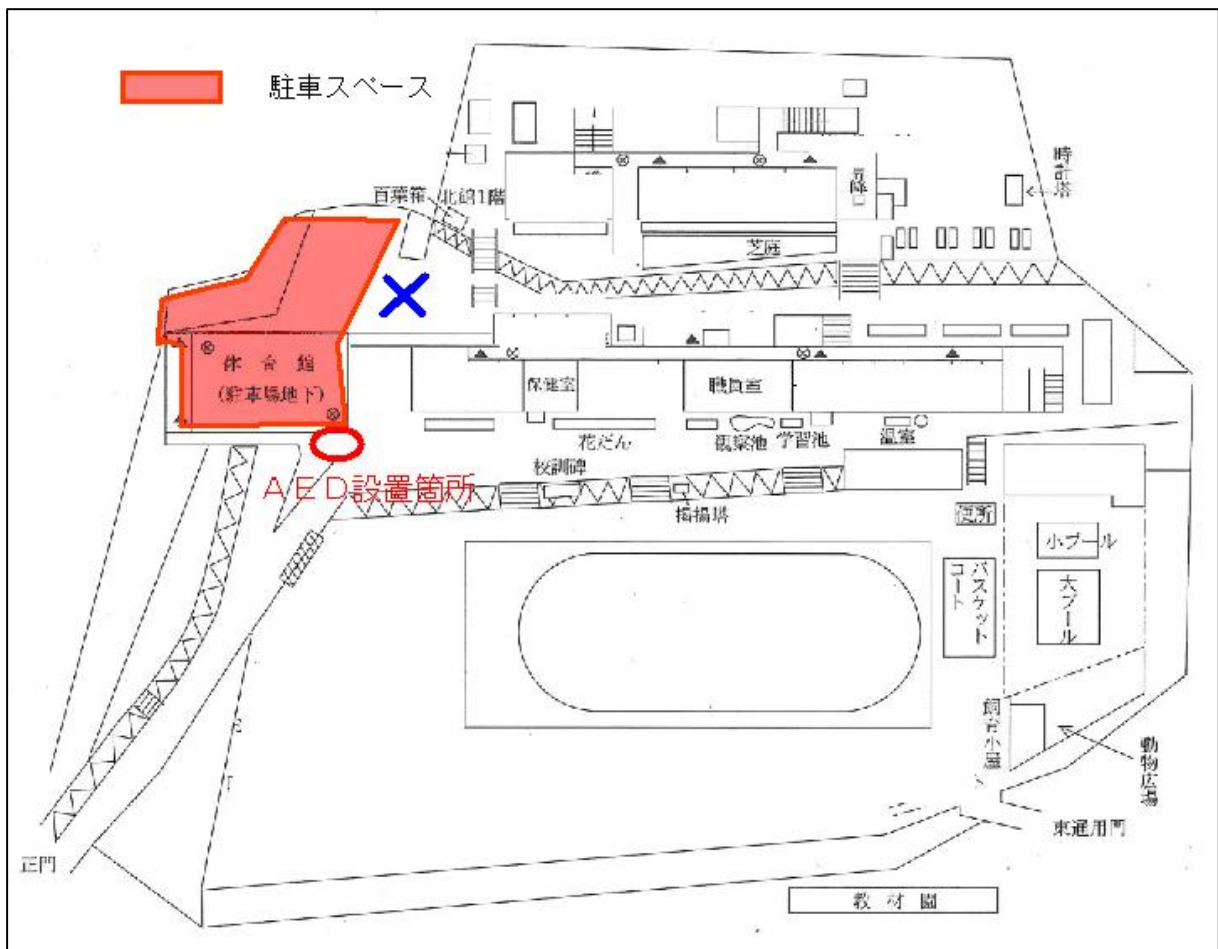 駐車スペース
時計塔
昇降口
百葉箱
北館1階
芝庭
体育館
(駐車場地下)
保健室
職員室
花だん
観察池
学習池
温室
校訓碑
AED設置箇所
掲揚塔
便所
小プール
バスケット
コート
大プール
飼育小屋
動物広場
東通用門
正門
教材園